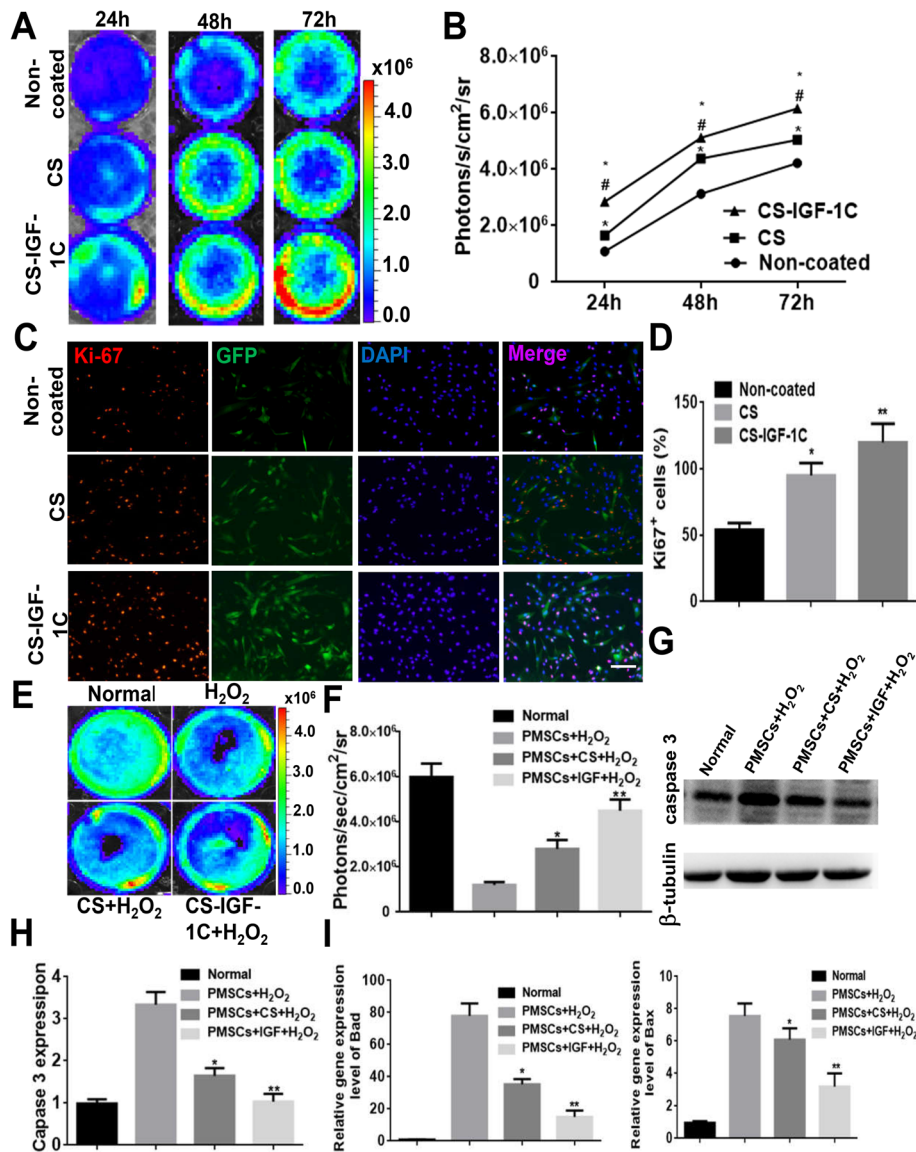 A
24h
48h
72h
Non-
coated
CS
CS-IGF-
1C
x10⁶
4.0
3.0
2.0
1.0
0.0
B
Photons/s/cm²/sr
8.0×10⁶
6.0×10⁶
4.0×10⁶
2.0×10⁶
0
*
#
*
*
#
*
*
#
*
CS-IGF-1C
CS
Non-coated
24h
48h
72h
C
Ki-67
GFP
DAPI
Merge
Non-
coated
CS
CS-IGF-
1C
D
Non-coated
CS
CS-IGF-1C
Ki67⁺ cells (%)
150
100
50
0
*
**
E
Normal
H₂O₂
CS+H₂O₂
CS-IGF-
1C+H₂O₂
x10⁶
4.0
3.0
2.0
1.0
0.0
F
Photons/sec/cm²/sr
8.0×10⁶
6.0×10⁶
4.0×10⁶
2.0×10⁶
0
Normal
PMSCs+H₂O₂
PMSCs+CS+H₂O₂
PMSCs+IGF+H₂O₂
*
**
G
Normal
PMSCs+H₂O₂
PMSCs+CS+H₂O₂
PMSCs+IGF+H₂O₂
caspase 3
β-tubulin
H
Capase 3 expressipon
4
3
2
1
0
Normal
PMSCs+H₂O₂
PMSCs+CS+H₂O₂
PMSCs+IGF+H₂O₂
*
**
I
Relative gene expression
level of Bad
80
60
40
20
0
Normal
PMSCs+H₂O₂
PMSCs+CS+H₂O₂
PMSCs+IGF+H₂O₂
*
**
Relative gene expression
level of Bax
10
8
6
4
2
0
Normal
PMSCs+H₂O₂
PMSCs+CS+H₂O₂
PMSCs+IGF+H₂O₂
*
**